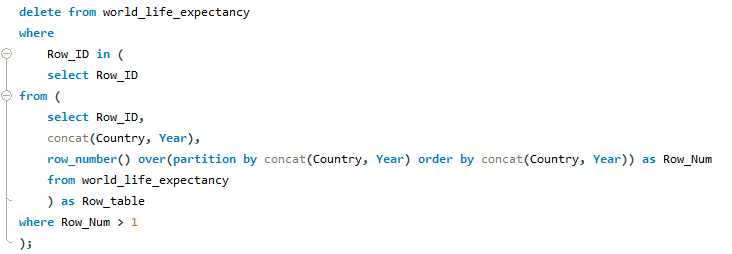 delete from world_life_expectancy
where
    Row_ID in (
    select Row_ID
from (
    select Row_ID,
    concat(Country, Year),
    row_number() over(partition by concat(Country, Year) order by concat(Country, Year)) as Row_Num
    from world_life_expectancy
    ) as Row_table
where Row_Num > 1
);